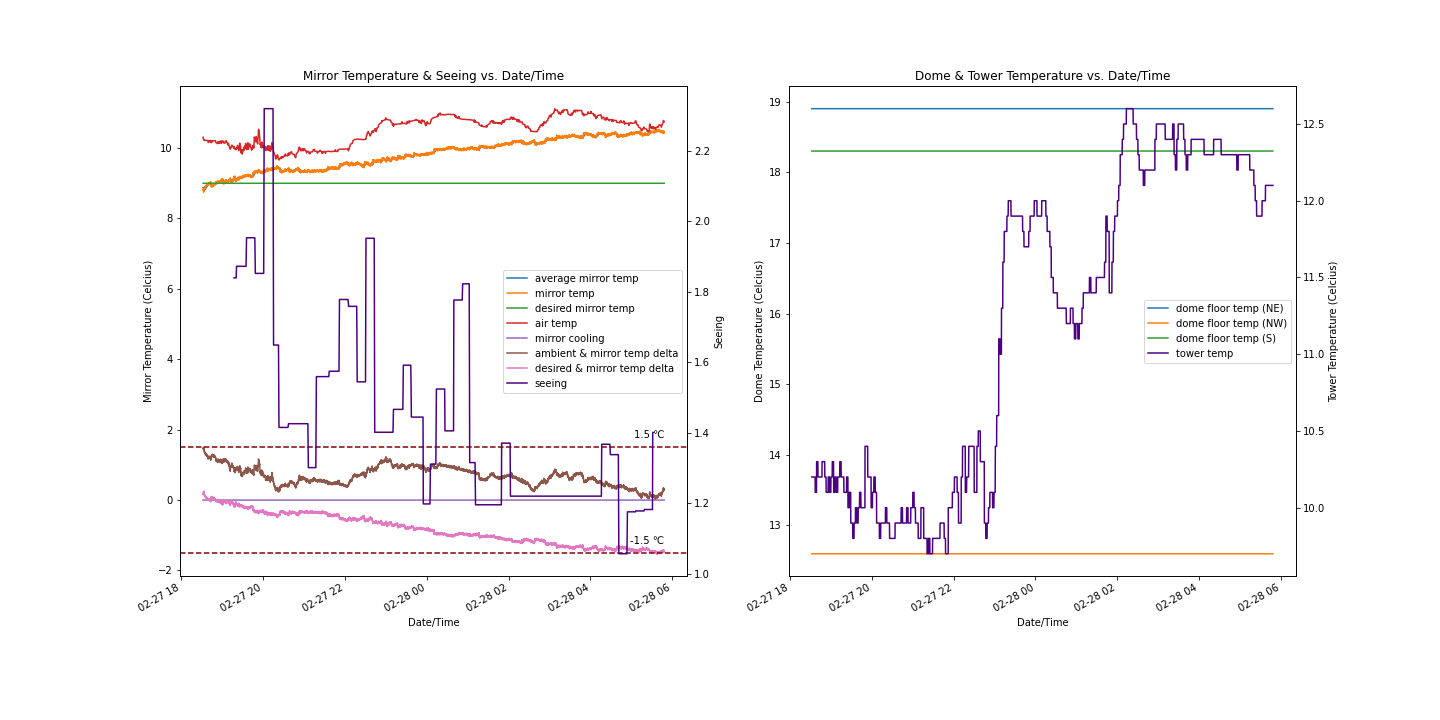 Mirror Temperature & Seeing vs. Date/Time
Mirror Temperature (Celcius)
10
8
6
4
2
0
−2
2.2
2.0
1.8
1.6
1.4
1.2
1.0
Seeing
average mirror temp
mirror temp
desired mirror temp
air temp
mirror cooling
ambient & mirror temp delta
desired & mirror temp delta
seeing
1.5 °C
-1.5 °C
02-27 18
02-27 20
02-27 22
02-28 00
02-28 02
02-28 04
02-28 06
Date/Time
Dome & Tower Temperature vs. Date/Time
Dome Temperature (Celcius)
19
18
17
16
15
14
13
12.5
12.0
11.5
11.0
10.5
10.0
Tower Temperature (Celcius)
dome floor temp (NE)
dome floor temp (NW)
dome floor temp (S)
tower temp
02-27 18
02-27 20
02-27 22
02-28 00
02-28 02
02-28 04
02-28 06
Date/Time